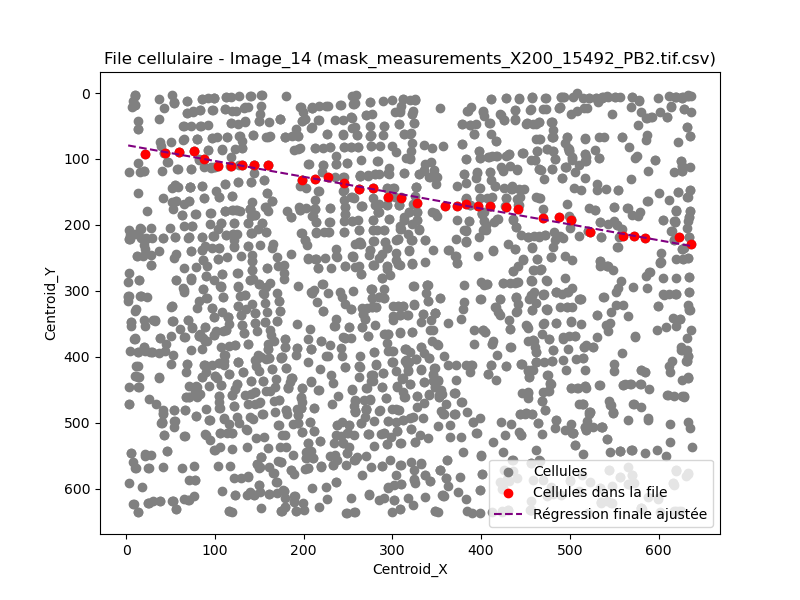 File cellulaire - Image_14 (mask_measurements_X200_15492_PB2.tif.csv)
0
100
200
300
400
500
600
Centroid_Y
Cellules
Cellules dans la file
Régression finale ajustée
0 100 200 300 400 500 600
Centroid_X